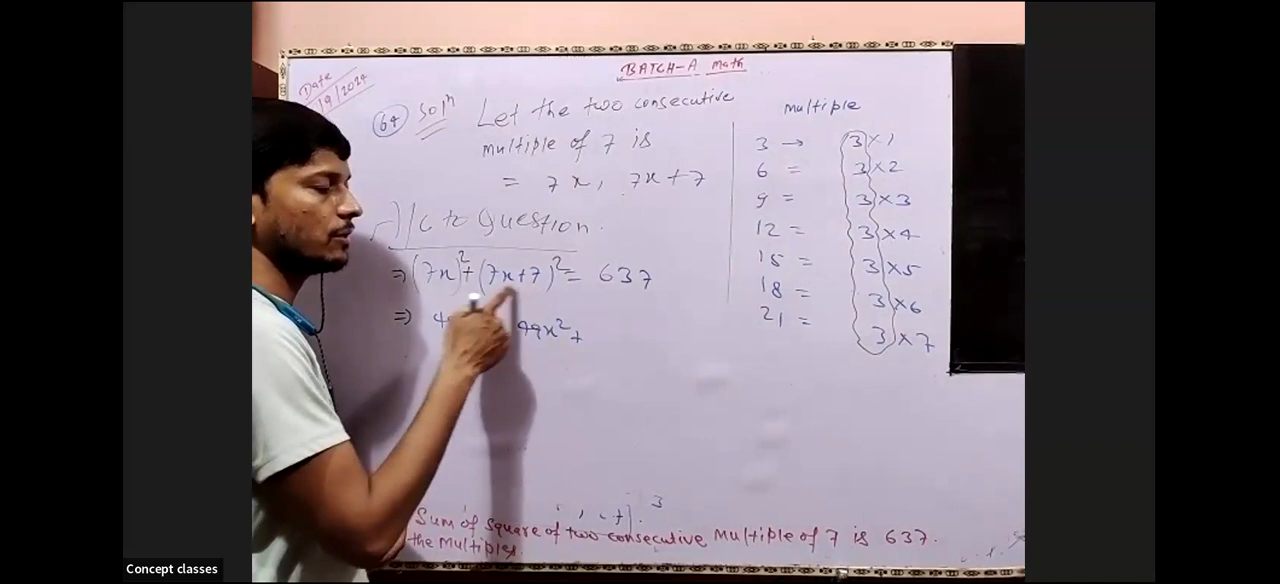 BATCH-A math
Date
/9/2024
64 Solⁿ Let the two consecutive
multiple of 7 is
= 7x, 7x+7
A/c to Question.
⇒ (7x)²+(7x+7)²= 637
⇒ 49x²+
multiple
3 → 3×1
6 = 3×2
9 = 3×3
12 = 3×4
15 = 3×5
18 = 3×6
21 = 3×7
Sum of square of two consecutive multiple of 7 is 637.
the multiples.
Concept classes